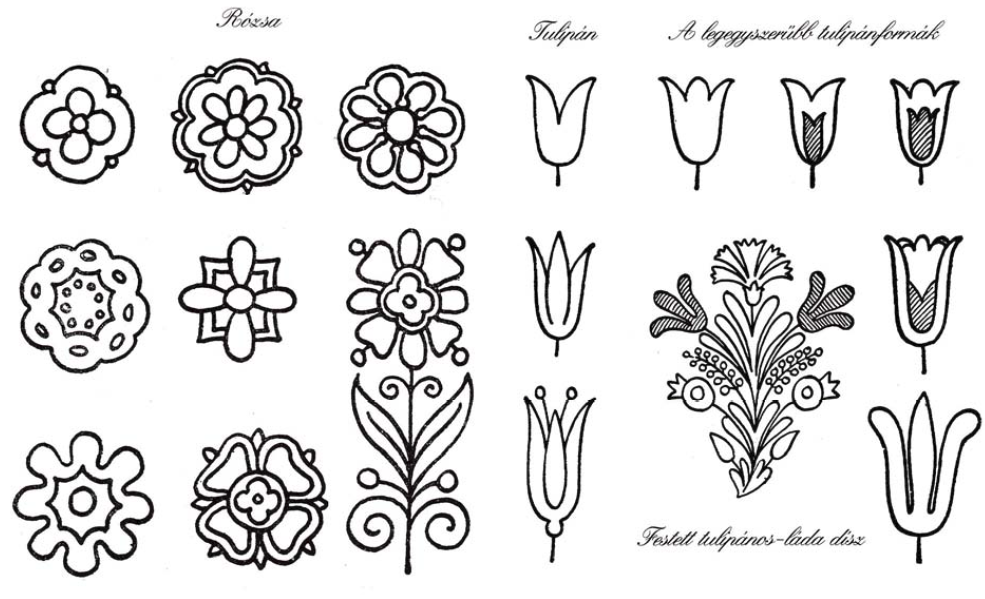 Rózsa
Tulipán
A legegyszerűbb tulipánformák
Festett tulipános-láda dísz